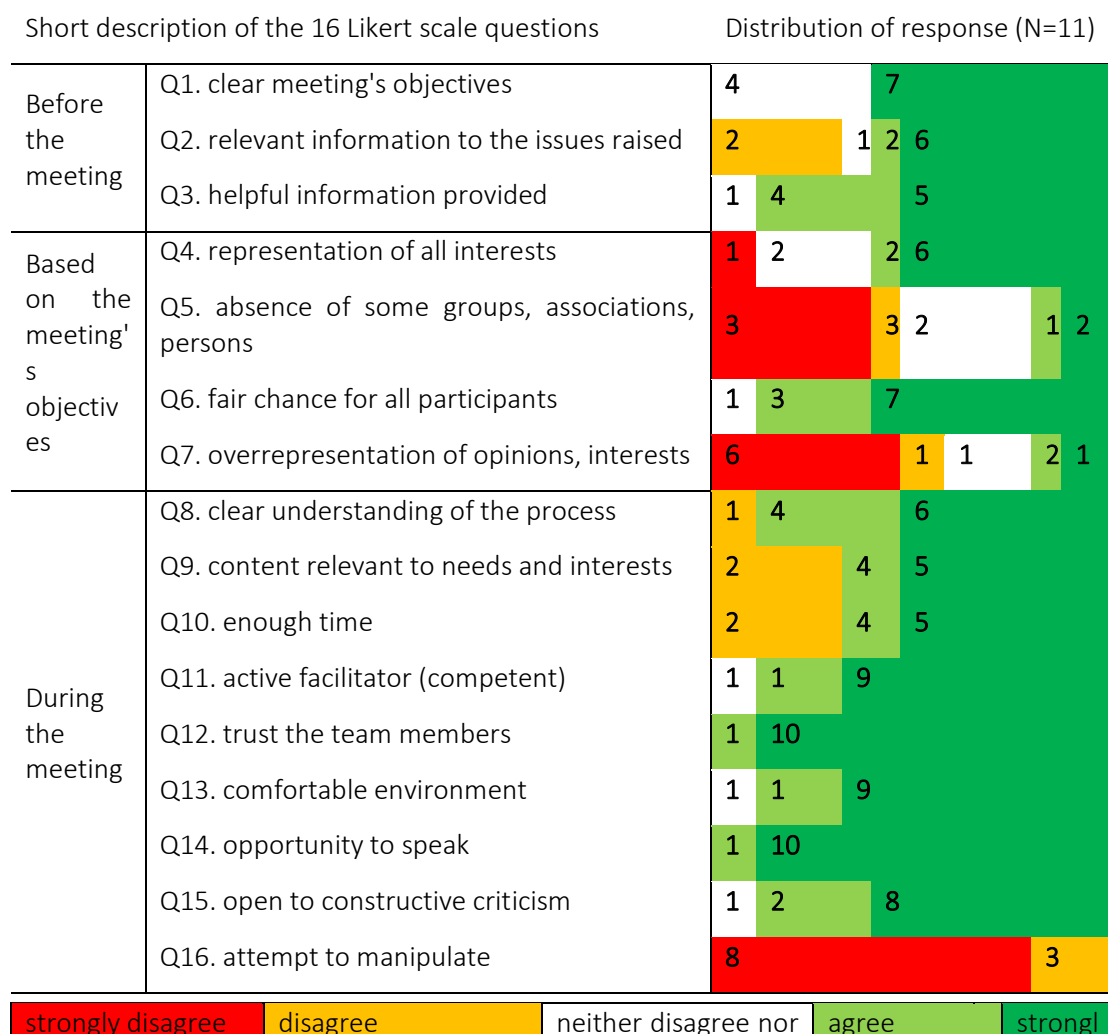 Short description of the 16 Likert scale questions Distribution of response (N=11)
Before the meeting
Q1. clear meeting's objectives 4 7
Q2. relevant information to the issues raised 2 1 2 6
Q3. helpful information provided 1 4 5
Based on the meeting' s objectiv es
Q4. representation of all interests 1 2 2 6
Q5. absence of some groups, associations, persons 3 3 2 1 2
Q6. fair chance for all participants 1 3 7
Q7. overrepresentation of opinions, interests 6 1 1 2 1
During the meeting
Q8. clear understanding of the process 1 4 6
Q9. content relevant to needs and interests 2 4 5
Q10. enough time 2 4 5
Q11. active facilitator (competent) 1 1 9
Q12. trust the team members 1 10
Q13. comfortable environment 1 1 9
Q14. opportunity to speak 1 10
Q15. open to constructive criticism 1 2 8
Q16. attempt to manipulate 8 3
strongly disagree disagree neither disagree nor agree strongl